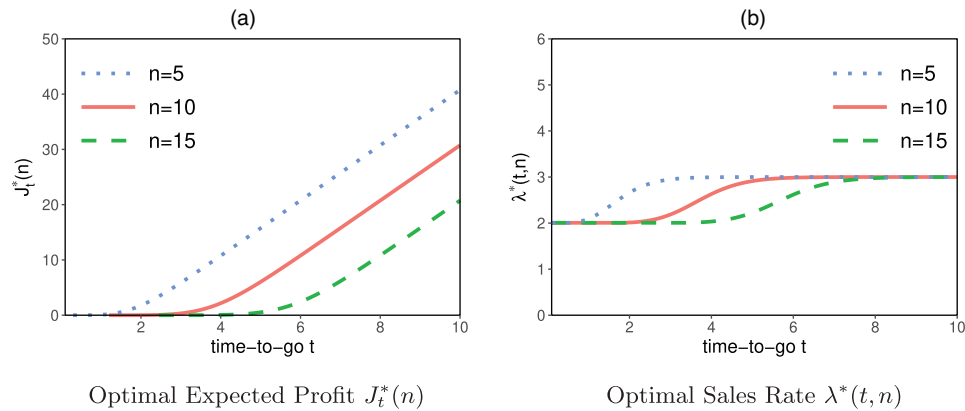 (a)
50
40
30
20
10
0
J*t(n)
n=5
n=10
n=15
2 4 6 8 10
time−to−go t
Optimal Expected Profit J*t(n)
(b)
6
5
4
3
2
1
0
λ*(t,n)
n=5
n=10
n=15
2 4 6 8 10
time−to−go t
Optimal Sales Rate λ*(t, n)